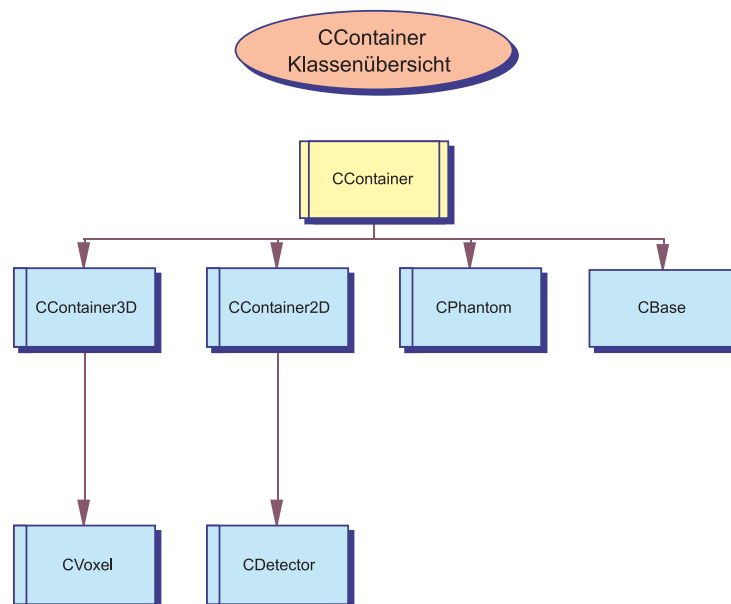 CContainer
Klassenübersicht
CContainer
CContainer3D
CContainer2D
CPhantom
CBase
CVoxel
CDetector